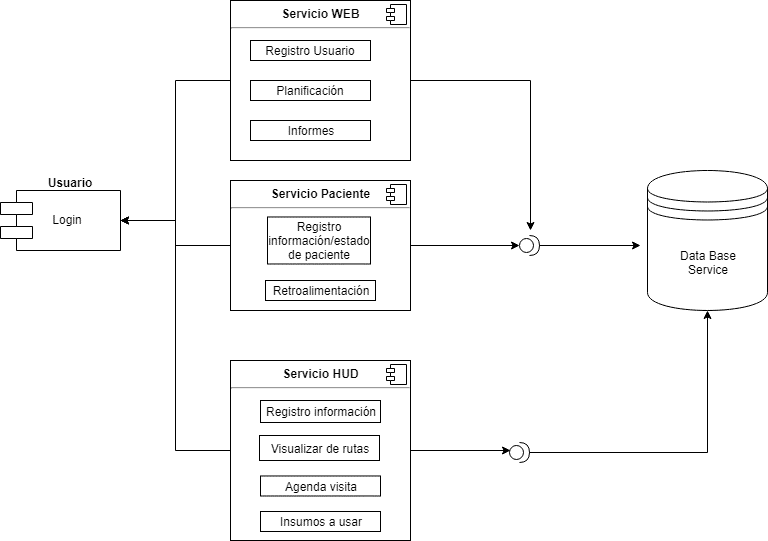 Servicio WEB
Registro Usuario
Planificación
Informes
Usuario
Login
Servicio Paciente
Registro
información/estado
de paciente
Retroalimentación
Data Base
Service
Servicio HUD
Registro información
Visualizar de rutas
Agenda visita
Insumos a usar